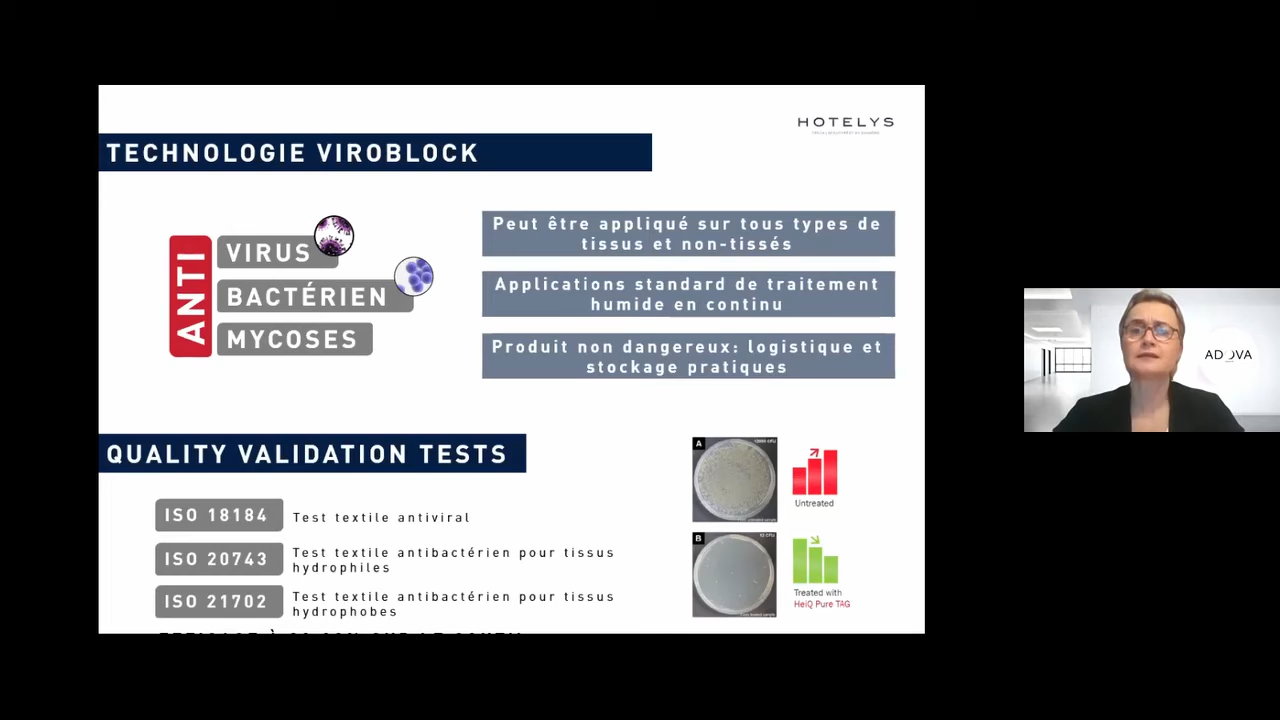 HOTELYS
TECHNOLOGIE VIROBLOCK
ANTI
VIRUS
BACTÉRIEN
MYCOSES
Peut être appliqué sur tous types de
tissus et non-tissés
Applications standard de traitement
humide en continu
Produit non dangereux: logistique et
stockage pratiques
QUALITY VALIDATION TESTS
ISO 18184
Test textile antiviral
ISO 20743
Test textile antibactérien pour tissus
hydrophiles
ISO 21702
Test textile antibactérien pour tissus
hydrophobes
A
Untreated
B
Treated with
HeiQ Pure TAG
AD_OVA